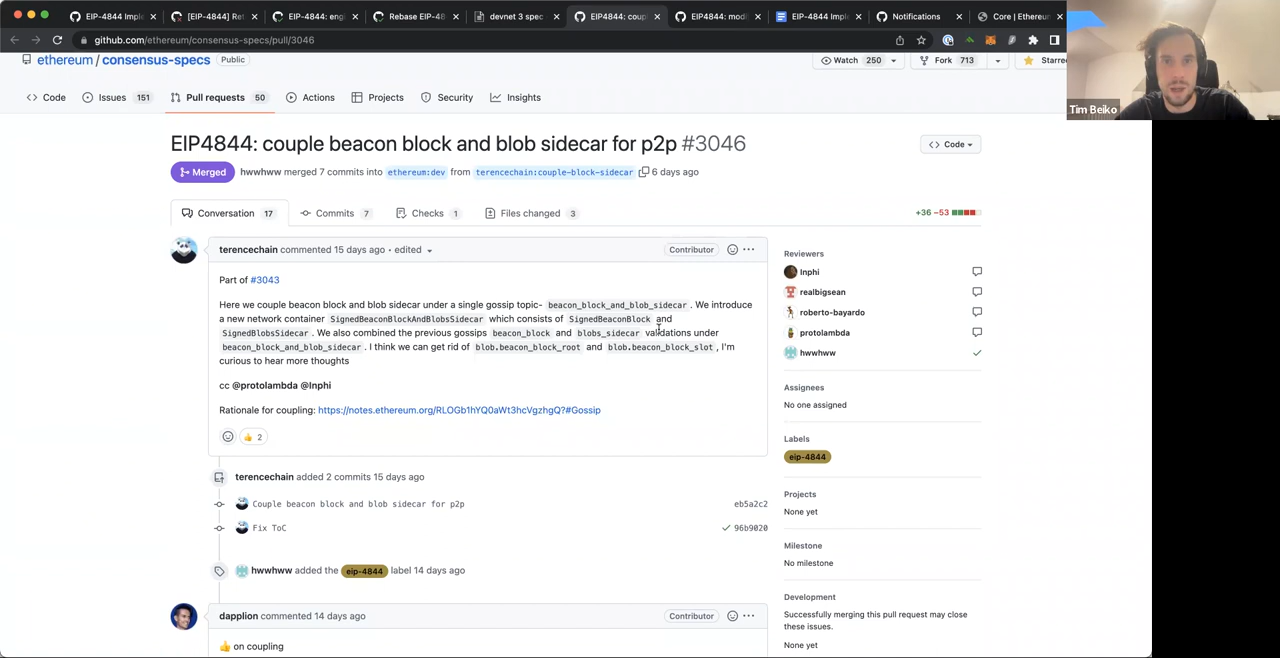 EIP-4844 Impl
[EIP-4844] Ret
EIP-4844: engi
Rebase EIP-48
devnet 3 spec
EIP4844: coup
EIP4844: modi
EIP-4844 Imple
Notifications
Core | Ethereum
github.com/ethereum/consensus-specs/pull/3046
ethereum / consensus-specs Public
Watch 250
Fork 713
Starred
Tim Beiko
Code
Issues 151
Pull requests 50
Actions
Projects
Security
Insights
EIP4844: couple beacon block and blob sidecar for p2p #3046
Code
Merged hwwhww merged 7 commits into ethereum:dev from terencechain:couple-block-sidecar 6 days ago
Conversation 17
Commits 7
Checks 1
Files changed 3
+36 −53
terencechain commented 15 days ago • edited
Contributor
Part of #3043
Here we couple beacon block and blob sidecar under a single gossip topic- beacon_block_and_blob_sidecar. We introduce
a new network container SignedBeaconBlockAndBlobsSidecar which consists of SignedBeaconBlock and
SignedBlobsSidecar. We also combined the previous gossips beacon_block and blobs_sidecar validations under
beacon_block_and_blob_sidecar. I think we can get rid of blob.beacon_block_root and blob.beacon_block_slot, I'm
curious to hear more thoughts
cc @protolambda @Inphi
Rationale for coupling: https://notes.ethereum.org/RLOGb1hYQ0aWt3hcVgzhgQ?#Gossip
👍 2
terencechain added 2 commits 15 days ago
Couple beacon block and blob sidecar for p2p eb5a2c2
Fix ToC 96b9020
hwwhww added the eip-4844 label 14 days ago
dapplion commented 14 days ago
Contributor
👍 on coupling
Reviewers
Inphi
realbigsean
roberto-bayardo
protolambda
hwwhww
Assignees
No one assigned
Labels
eip-4844
Projects
None yet
Milestone
No milestone
Development
Successfully merging this pull request may close
these issues.
None yet